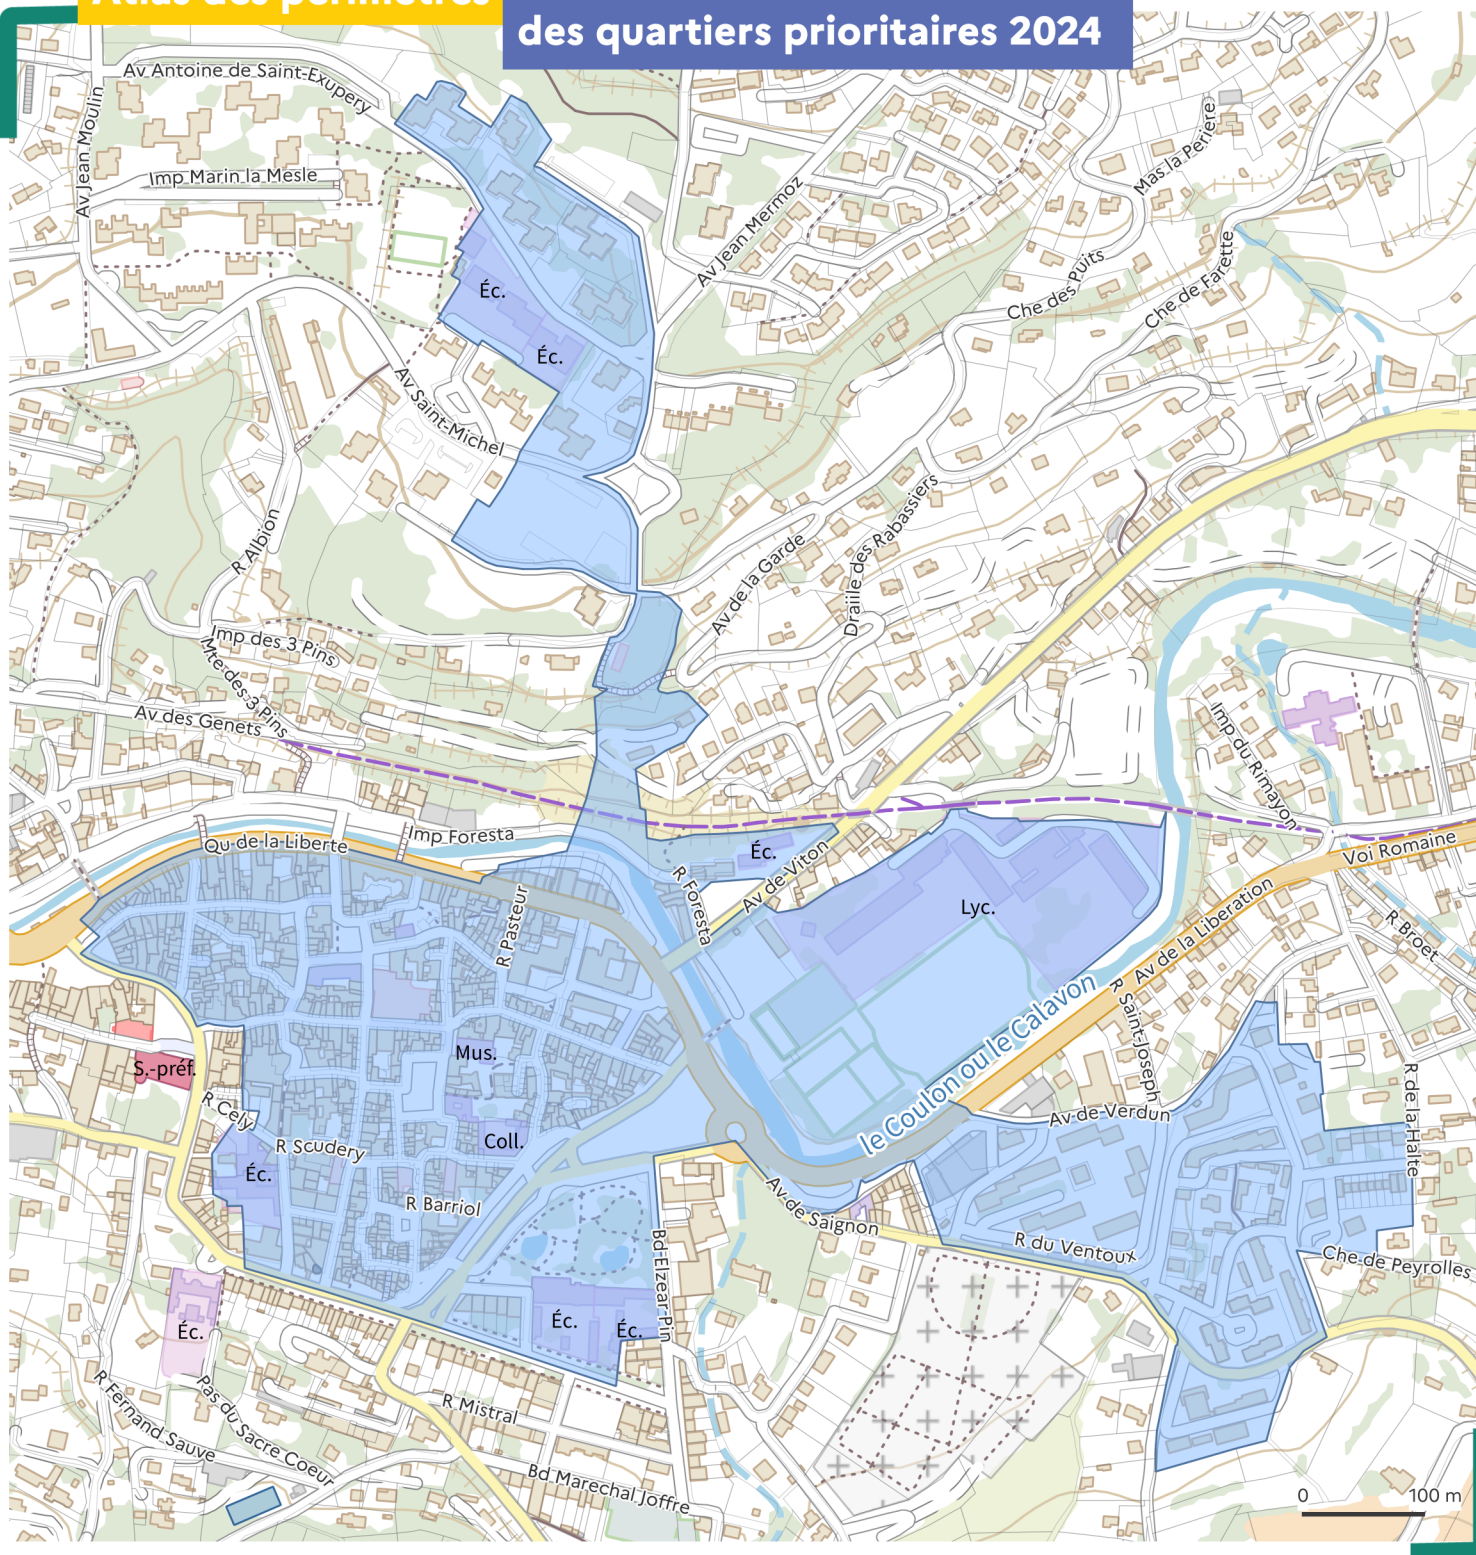 Atlas des périmètres
des quartiers prioritaires 2024
Av Antoine de Saint-Exupery
Av Jean Moulin
Imp Marin la Mesle
Mas la Periere
Av Jean Mermoz
Che des Puits
Che de Farette
Éc.
Éc.
Av Saint-Michel
R Albion
Av de la Garde
Draille des Rabassiers
Imp des 3 Pins
Mte des 3 Pins
Av des Genets
Imp du Rimayon
Imp Foresta
Qu de la Liberte
Éc.
Av de Viton
R Foresta
R Pasteur
Lyc.
Voi Romaine
Av de la Liberation
R Broet
le Coulon ou le Calavon
R Saint-Joseph
Mus.
S.-préf.
R Cely
Av de Verdun
R de la Halte
R Scudery
Coll.
Éc.
R Barriol
Av de Saignon
R du Ventoux
Che de Peyrolles
Bd Elzear Pin
Éc.
Éc.
Éc.
R Fernand Sauve
Pas du Sacre Coeur
R Mistral
Bd Marechal Joffre
0 100 m